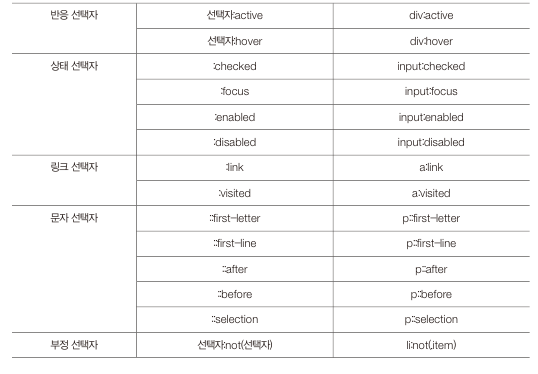 반응 선택자 선택자:active div:active
선택자:hover div:hover
상태 선택자 :checked input:checked
:focus input:focus
:enabled input:enabled
:disabled input:disabled
링크 선택자 :link a:link
:visited a:visited
문자 선택자 ::first-letter p::first-letter
::first-line p::first-line
::after p::after
::before p::before
::selection p::selection
부정 선택자 선택자:not(선택자) li:not(.item)